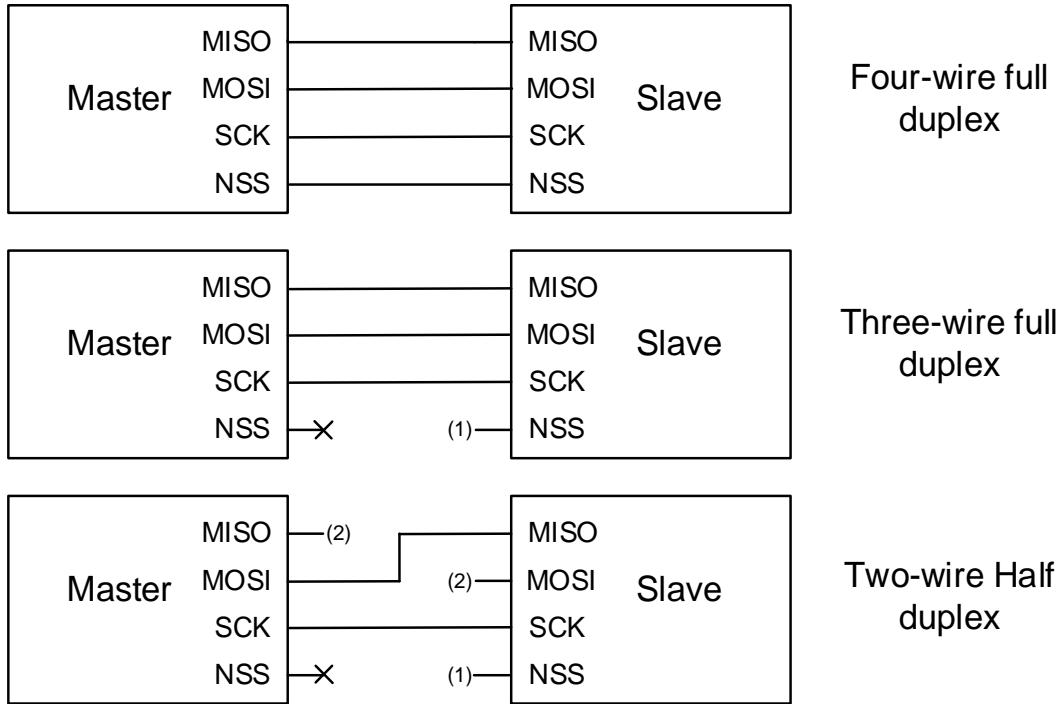 MISO MISO
Master MOSI MOSI Slave
SCK SCK
NSS NSS
Four-wire full
duplex
MISO MISO
Master MOSI MOSI Slave
SCK SCK
NSS (1) NSS
Three-wire full
duplex
MISO (2) MISO
Master MOSI (2) MOSI Slave
SCK SCK
NSS (1) NSS
Two-wire Half
duplex